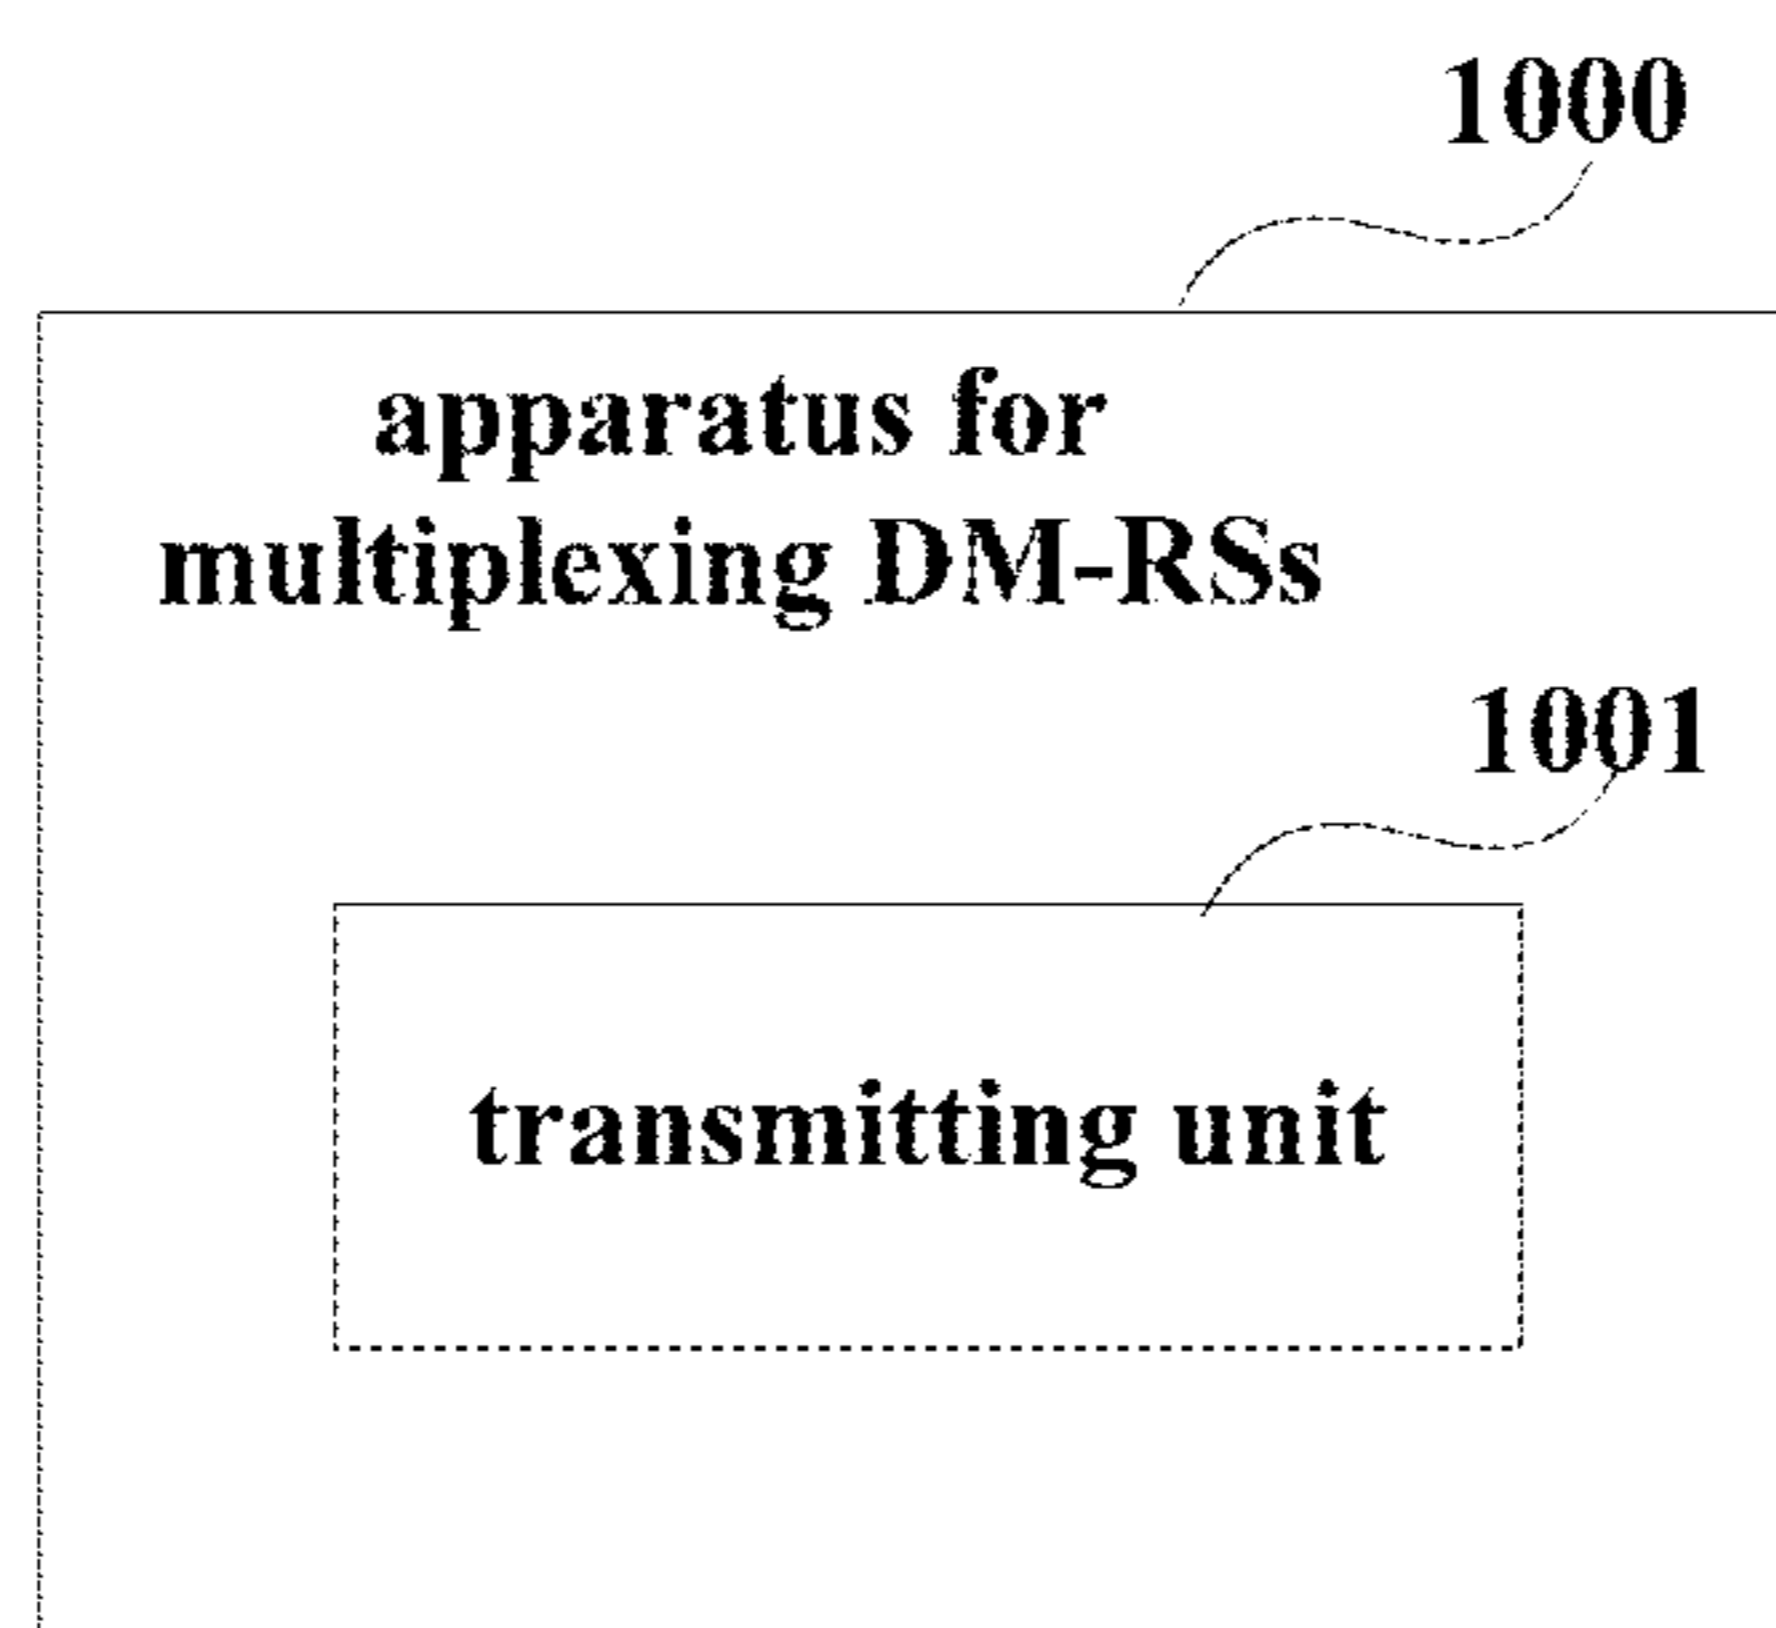 1000
apparatus for
multiplexing DM-RSs
1001
transmitting unit